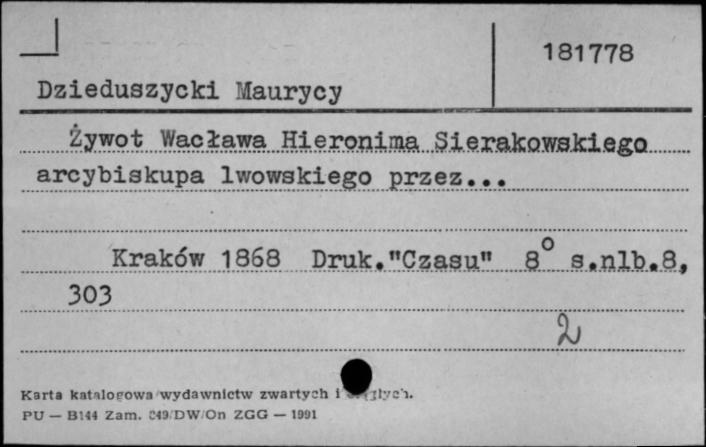 181778
Dzieduszycki Maurycy
Żywot Wacława Hieronima Sierakowskiego
arcybiskupa lwowskiego przez...
Kraków 1868 Druk."Czasu" 8° s.nlb.8,
303
2
Karta katalogowa wydawnictw zwartych i
PU — B144 Zam. 249/DW/On ZGG — 1991